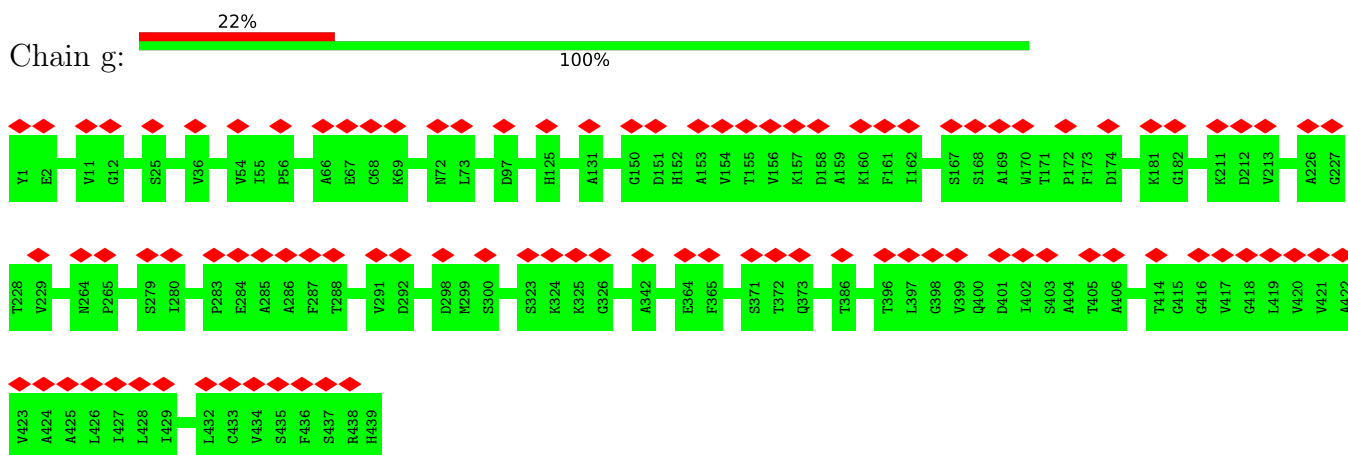 22%
Chain g:
100%
Y1 E2 V11 G12 S25 V36 V54 I55 P56 A66 E67 C68 K69 N72 L73 D97 H125 A131 G150 D151 H152 A153 V154 T155 V156 K157 D158 A159 K160 F161 I162 S167 S168 A169 W170 T171 P172 F173 D174 K181 G182 K211 D212 V213 A226 G227
T228 V229 N264 P265 S279 I280 P283 E284 A285 A286 F287 T288 V291 D292 D298 M299 S300 S323 K324 K325 G326 A342 E364 F365 S371 T372 Q373 T386 T396 L397 G398 V399 Q400 D401 I402 S403 A404 T405 A406 T414 G415 G416 V417 G418 L419 V420 V421 A422
V423 A424 A425 L426 I427 L428 I429 L432 C433 V434 S435 F436 S437 R438 H439